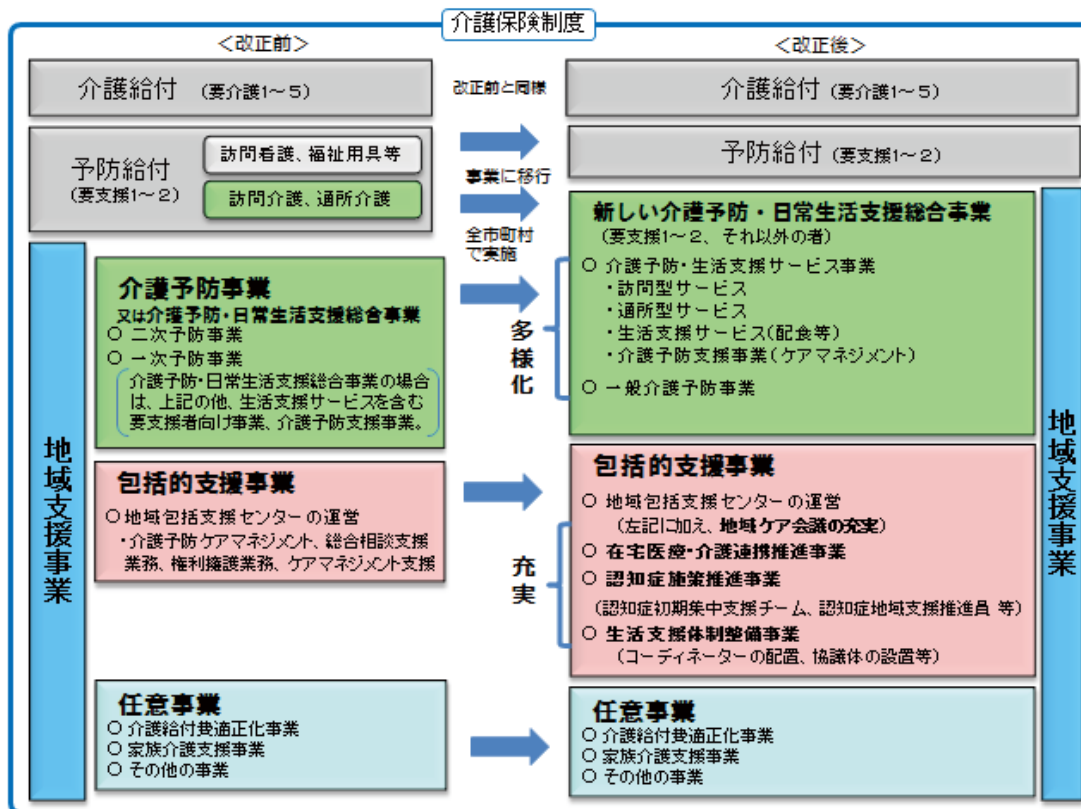 介護保険制度
＜改正前＞
＜改正後＞
介護給付 （要介護1～5）
改正前と同様
介護給付（要介護1～5）
予防給付
(要支援1～2）
訪問看護、福祉用具等
訪問介護、通所介護
事業に移行
予防給付（要支援1～2）
全市町村
で実施
新しい介護予防・日常生活支援総合事業
（要支援1～2、それ以外の者）
○ 介護予防・生活支援サービス事業
・訪問型サービス
・通所型サービス
・生活支援サービス(配食等）
・介護予防支援事業（ケアマネジメント）
○ 一般介護予防事業
介護予防事業
又は介護予防・日常生活支援総合事業
○ 二次予防事業
○ 一次予防事業
介護予防・日常生活支援総合事業の場合
は、上記の他、生活支援サービスを含む
要支援者向け事業、介護予防支援事業。
多様化
地域支援事業
地域支援事業
包括的支援事業
○地域包括支援センターの運営
・介護予防ケアマネジメント、総合相談支援
業務、権利擁護業務、ケアマネジメント支援
充実
包括的支援事業
○ 地域包括支援センターの運営
（左記に加え、地域ケア会議の充実）
○ 在宅医療・介護連携推進事業
○ 認知症施策推進事業
（認知症初期集中支援チーム、認知症地域支援推進員 等）
○ 生活支援体制整備事業
（コーディネーターの配置、協議体の設置等）
任意事業
○ 介護給付費適正化事業
○ 家族介護支援事業
○ その他の事業
任意事業
○ 介護給付費適正化事業
○ 家族介護支援事業
○ その他の事業